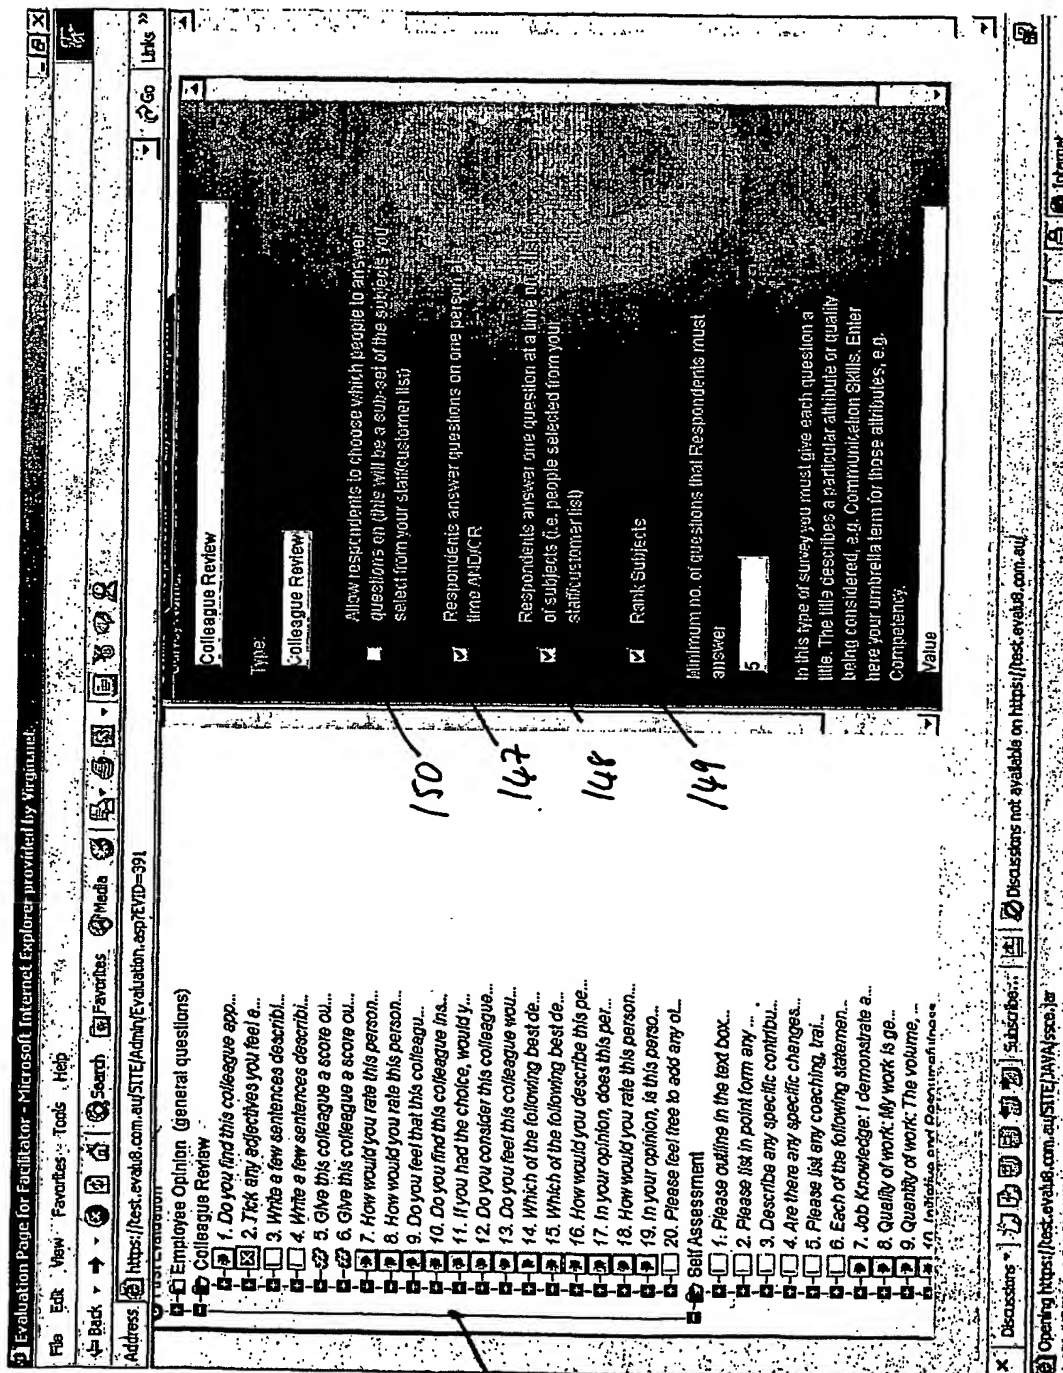 Evaluation Page for Facilitator - Microsoft Internet Explorer provided by Virgin.net
File Edit View Favorites Tools Help
Back Search Favorites Media
Address https://test.evalu8.com.au/SITE/Admin/Evaluation.asp?EVID=391 Go Links »
Employee Opinion (general questions)
Colleague Review
1. Do you find this colleague app...
2. Tick any adjectives you feel a...
3. Write a few sentences describi...
4. Write a few sentences describi...
5. Give this colleague a score ou...
6. Give this colleague a score ou...
7. How would you rate this person...
8. How would you rate this person...
9. Do you feel that this colleagu...
10. Do you find this colleague ins...
11. If you had the choice, would y...
12. Do you consider this colleague...
13. Do you feel this colleague wou...
14. Which of the following best de...
15. Which of the following best de...
16. How would you describe this pe...
17. In your opinion, does this per...
18. How would you rate this person...
19. In your opinion, is this perso...
20. Please feel free to add any ot...
Self Assessment
1. Please outline in the text box...
2. Please list in point form any ...
3. Describe any specific contribu...
4. Are there any specific changes...
5. Please list any coaching, trai...
6. Each of the following statemen...
7. Job Knowledge: I demonstrate a...
8. Quality of work: My work is ge...
9. Quantity of work: The volume, ...
Initiative and Resourcefulness
150
147
148
149
Survey Name:
Colleague Review
Type:
Colleague Review
Allow respondents to choose which people to answer
questions on (this will be a sub-set of the subjects you
select from your staff/customer list)
Respondents answer questions on one person at a
time AND/OR
Respondents answer one question at a time on a list
of subjects (i.e. people selected from your
staff/customer list)
Rank Subjects
Minimum no. of questions that Respondents must
answer
5
In this type of survey you must give each question a
title. The title describes a particular attribute or quality
being considered, e.g. Communication Skills. Enter
here your umbrella term for those attributes, e.g.
Competency.
Value
Discussions Subscribe... Discussions not available on https://test.evalu8.com.au/
Opening https://test.evalu8.com.au/SITE/JAVA/jsxe.jar Internet